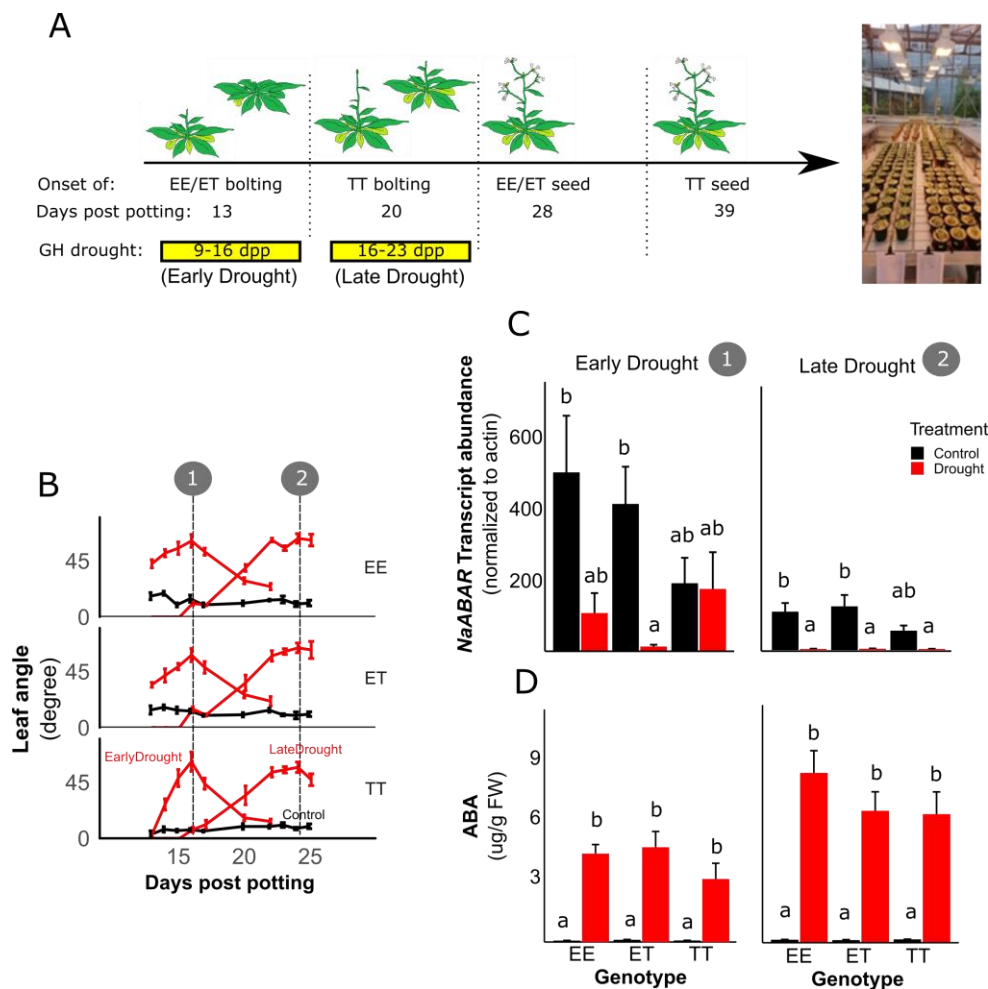 A
Onset of: EE/ET bolting TT bolting EE/ET seed TT seed
Days post potting: 13 20 28 39
GH drought: 9-16 dpp 16-23 dpp
(Early Drought) (Late Drought)
B
1 2
45
0
EE
45
0
ET
EarlyDrought LateDrought
45
Control
0
TT
15 20 25
Days post potting
Leaf angle
(degree)
C
Early Drought 1 Late Drought 2
NaABAR Transcript abundance
(normalized to actin)
600
400
200
b ab b a ab ab
b a b a ab a
Treatment
Control
Drought
D
ABA
(ug/g FW)
9
6
3
a b a b a b
a b a b a b
EE ET TT EE ET TT
Genotype Genotype